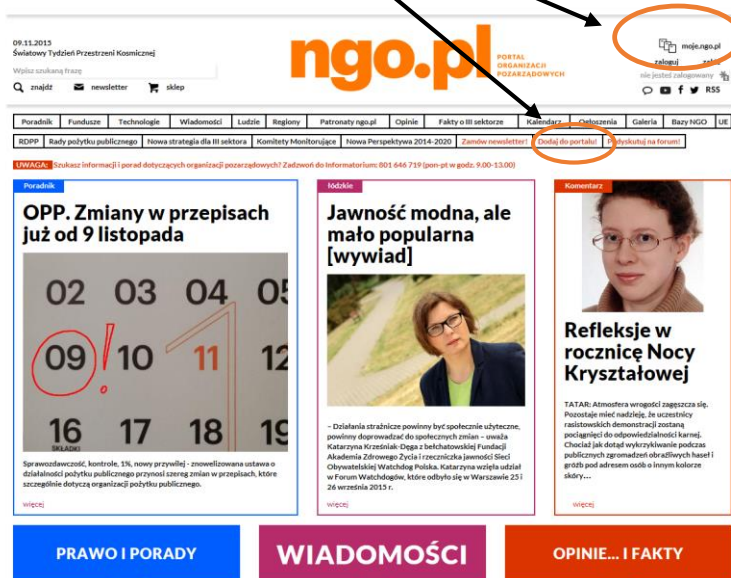 09.11.2015
Światowy Tydzień Przestrzeni Kosmicznej
Wpisz szukaną frazę
znajdź newsletter sklep
ngo.pl
PORTAL
ORGANIZACJI
POZARZĄDOWYCH
moje.ngo.pl
zaloguj
nie jesteś zalogowany
RSS
Poradnik Fundusze Technologie Wiadomości Ludzie Regiony Patronaty ngo.pl Opinie Fakty o III sektorze Kalendarz Ogłoszenia Galeria Bazy NGO UE
RDPP Rady pożytku publicznego Nowa strategia dla III sektora Komitety Monitorujące Nowa Perspektywa 2014-2020 Zamów newsletter! Dodaj do portalu! Podyskutuj na forum!
UWAGA: Szukasz informacji i porad dotyczących organizacji pozarządowych? Zadzwoń do Informatorium: 801 646 719 (pon-pt w godz. 9.00-13.00)
Poradnik
OPP. Zmiany w przepisach
już od 9 listopada
02 03 04 05
09 ! 10 11 12
16 17 18 19
SKŁADKI
Sprawozdawczość, kontrole, 1%, nowy przywilej - znowelizowana ustawa o
działalności pożytku publicznego przynosi szereg zmian w przepisach, które
szczególnie dotyczą organizacji pożytku publicznego.
więcej
łódzkie
Jawność modna, ale
mało popularna
[wywiad]
– Działania strażnicze powinny być społecznie użyteczne,
powinny doprowadzać do społecznych zmian – uważa
Katarzyna Krześniak-Dęga z bełchatowskiej Fundacji
Akademia Zdrowego Życia i rzeczniczka jawności Sieci
Obywatelskiej Watchdog Polska. Katarzyna wzięła udział
w Forum Watchdogów, które odbyło się w Warszawie 25 i
26 września 2015 r.
więcej
Komentarz
Refleksje w
rocznicę Nocy
Kryształowej
TATAR: Atmosfera wrogości zagęszcza się.
Pozostaje mieć nadzieję, że uczestnicy
rasistowskich demonstracji zostaną
pociągnięci do odpowiedzialności karnej.
Chociaż jak dotąd wykrzykiwanie podczas
publicznych zgromadzeń obraźliwych haseł i
gróźb pod adresem osób o innym kolorze
skóry...
więcej
PRAWO I PORADY
WIADOMOŚCI
OPINIE... I FAKTY